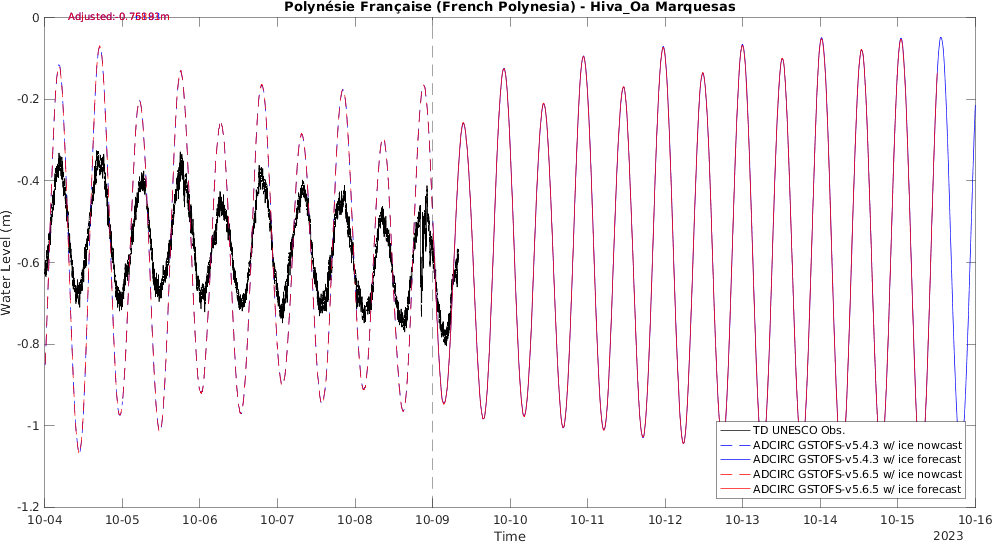 Polynésie Française (French Polynesia) - Hiva_Oa Marquesas
Adjusted:
0
-0.2
-0.4
-0.6
-0.8
-1
-1.2
Water Level (m)
TD UNESCO Obs.
ADCIRC GSTOFS-v5.4.3 w/ ice nowcast
ADCIRC GSTOFS-v5.4.3 w/ ice forecast
ADCIRC GSTOFS-v5.6.5 w/ ice nowcast
ADCIRC GSTOFS-v5.6.5 w/ ice forecast
10-04 10-05 10-06 10-07 10-08 10-09 10-10 10-11 10-12 10-13 10-14 10-15 10-16
Time
2023